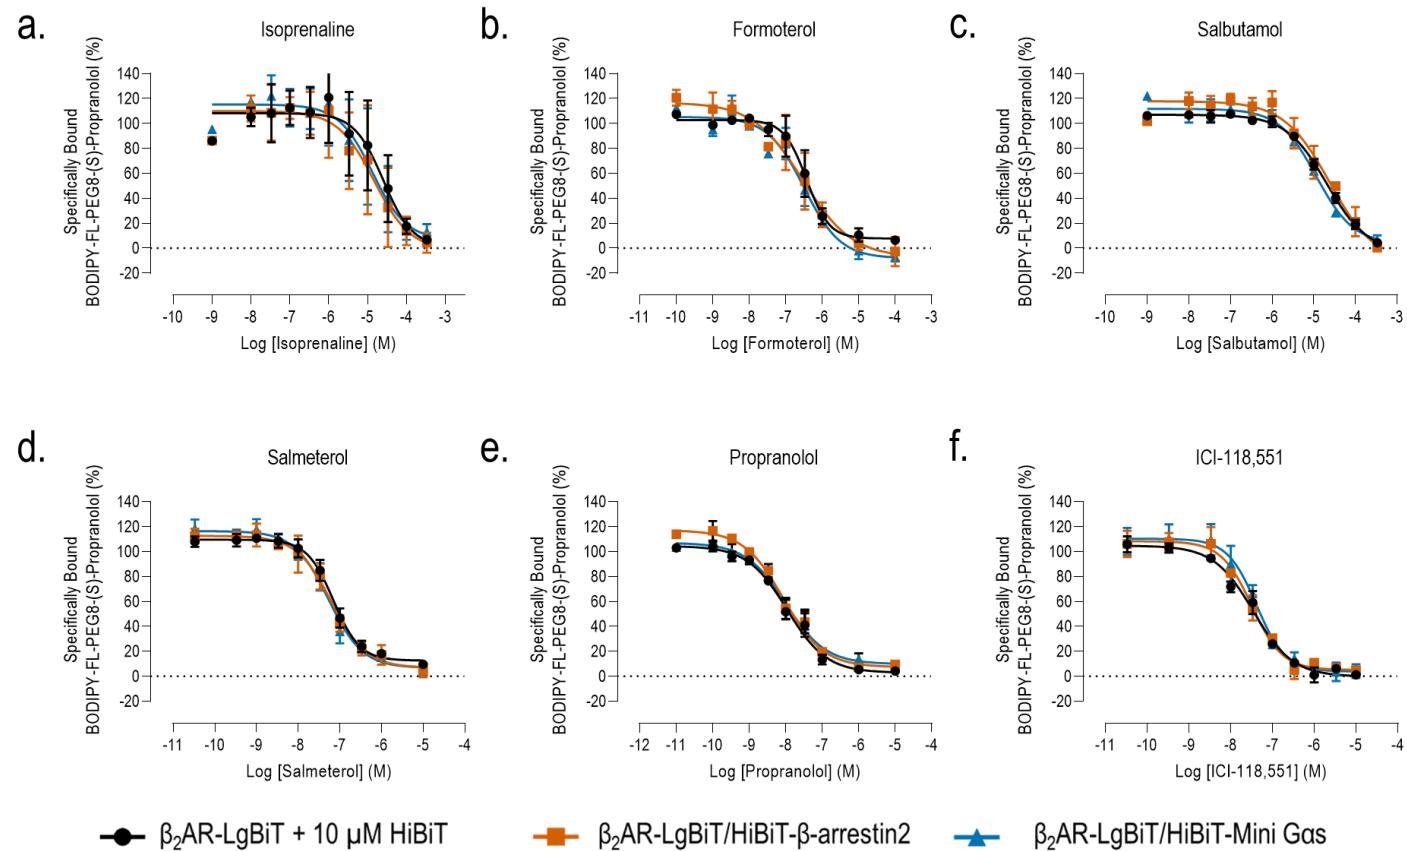 a.
Isoprenaline
Specifically Bound
BODIPY-FL-PEG8-(S)-Propranolol (%)
140
120
100
80
60
40
20
0
-20
-10 -9 -8 -7 -6 -5 -4 -3
Log [Isoprenaline] (M)
b.
Formoterol
Specifically Bound
BODIPY-FL-PEG8-(S)-Propranolol (%)
140
120
100
80
60
40
20
0
-20
-11 -10 -9 -8 -7 -6 -5 -4 -3
Log [Formoterol] (M)
c.
Salbutamol
Specifically Bound
BODIPY-FL-PEG8-(S)-Propranolol (%)
140
120
100
80
60
40
20
0
-20
-10 -9 -8 -7 -6 -5 -4 -3
Log [Salbutamol] (M)
d.
Salmeterol
Specifically Bound
BODIPY-FL-PEG8-(S)-Propranolol (%)
140
120
100
80
60
40
20
0
-20
-11 -10 -9 -8 -7 -6 -5 -4
Log [Salmeterol] (M)
e.
Propranolol
Specifically Bound
BODIPY-FL-PEG8-(S)-Propranolol (%)
140
120
100
80
60
40
20
0
-20
-12 -11 -10 -9 -8 -7 -6 -5 -4
Log [Propranolol] (M)
f.
ICI-118,551
Specifically Bound
BODIPY-FL-PEG8-(S)-Propranolol (%)
140
120
100
80
60
40
20
0
-20
-11 -10 -9 -8 -7 -6 -5 -4
Log [ICI-118,551] (M)
β₂AR-LgBiT + 10 μM HiBiT
β₂AR-LgBiT/HiBiT-β-arrestin2
β₂AR-LgBiT/HiBiT-Mini Gαs